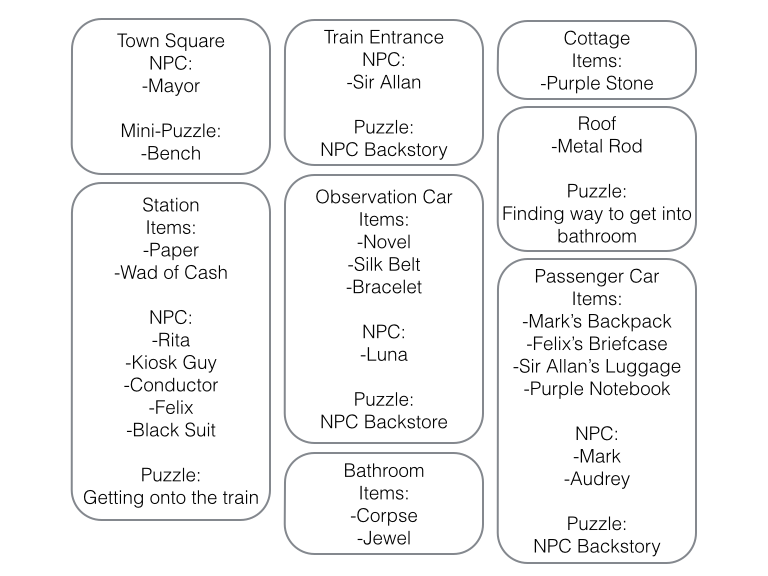 Town Square
NPC:
-Mayor
Mini-Puzzle:
-Bench
Station
Items:
-Paper
-Wad of Cash
NPC:
-Rita
-Kiosk Guy
-Conductor
-Felix
-Black Suit
Puzzle:
Getting onto the train
Train Entrance
NPC:
-Sir Allan
Puzzle:
NPC Backstory
Observation Car
Items:
-Novel
-Silk Belt
-Bracelet
NPC:
-Luna
Puzzle:
NPC Backstore
Bathroom
Items:
-Corpse
-Jewel
Cottage
Items:
-Purple Stone
Roof
-Metal Rod
Puzzle:
Finding way to get into
bathroom
Passenger Car
Items:
-Mark’s Backpack
-Felix’s Briefcase
-Sir Allan’s Luggage
-Purple Notebook
NPC:
-Mark
-Audrey
Puzzle:
NPC Backstory